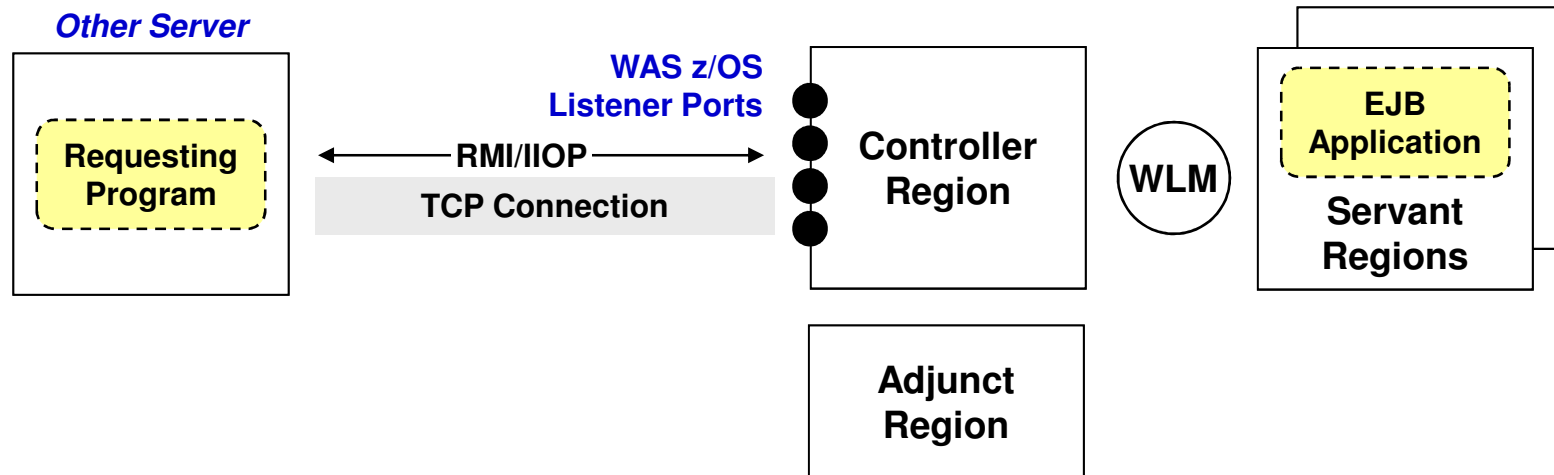 Other Server
Requesting
Program
WAS z/OS
Listener Ports
RMI/IIOP
TCP Connection
Controller
Region
WLM
EJB
Application
Servant
Regions
Adjunct
Region